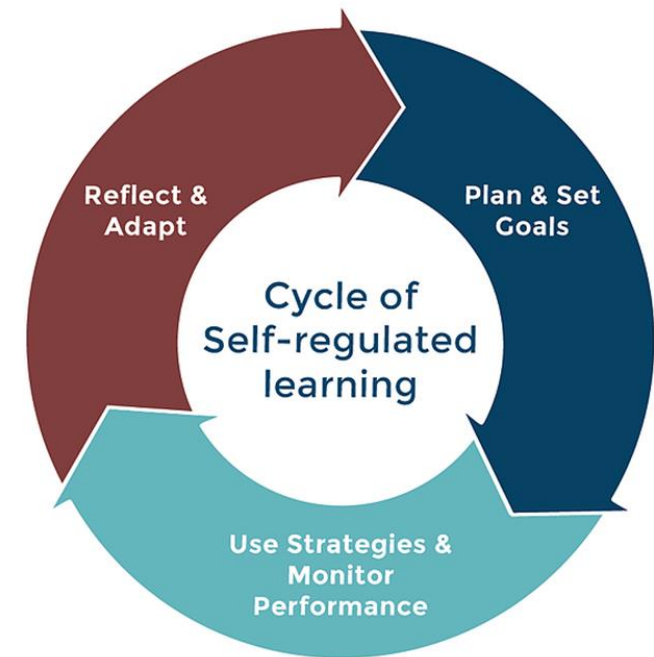 Cycle of
Self-regulated
learning
Plan & Set
Goals
Use Strategies &
Monitor
Performance
Reflect &
Adapt